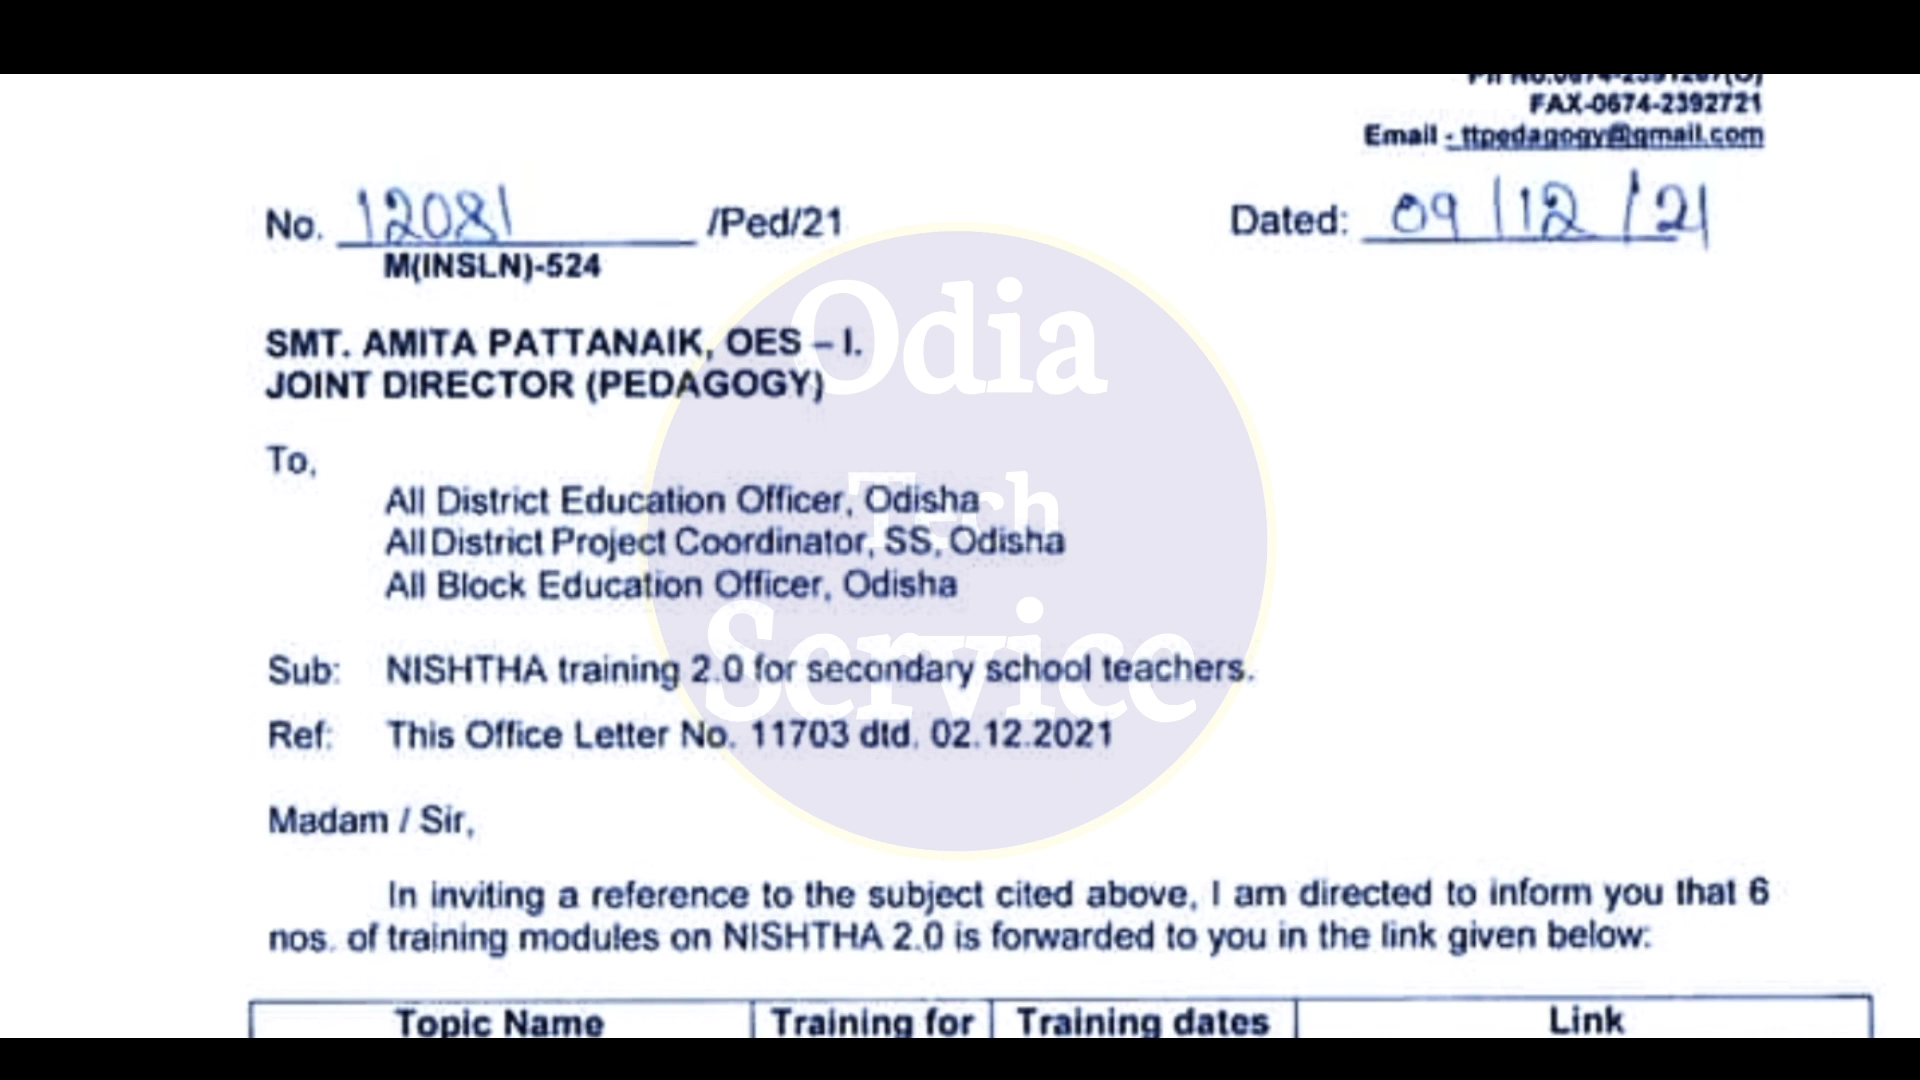 FAX-0674-2392721
Email - ttpedagogy@gmail.com
No. 12081 /Ped/21 Dated: 09/12/21
M(INSLN)-524
SMT. AMITA PATTANAIK, OES – I.
JOINT DIRECTOR (PEDAGOGY)
To,
All District Education Officer, Odisha
All District Project Coordinator, SS, Odisha
All Block Education Officer, Odisha
Sub: NISHTHA training 2.0 for secondary school teachers.
Ref: This Office Letter No. 11703 dtd. 02.12.2021
Madam / Sir,
In inviting a reference to the subject cited above, I am directed to inform you that 6
nos. of training modules on NISHTHA 2.0 is forwarded to you in the link given below:
Topic Name Training for Training dates Link
Odia
Tech
Service